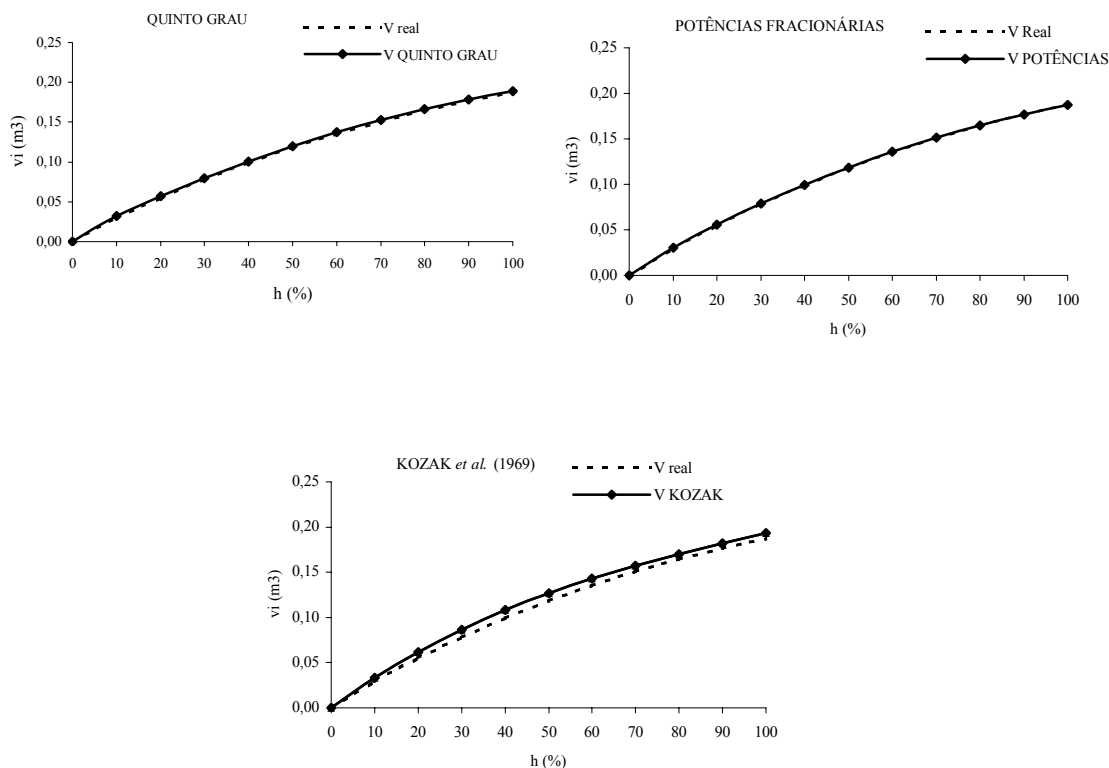 QUINTO GRAU
V real
V QUINTO GRAU
0,25
0,20
0,15
0,10
0,05
0,00
vi (m3)
0 10 20 30 40 50 60 70 80 90 100
h (%)
POTÊNCIAS FRACIONÁRIAS
V Real
V POTÊNCIAS
0,25
0,20
0,15
0,10
0,05
0,00
vi (m3)
0 10 20 30 40 50 60 70 80 90 100
h (%)
KOZAK et al. (1969)
V real
V KOZAK
0,25
0,20
0,15
0,10
0,05
0,00
vi (m3)
0 10 20 30 40 50 60 70 80 90 100
h (%)